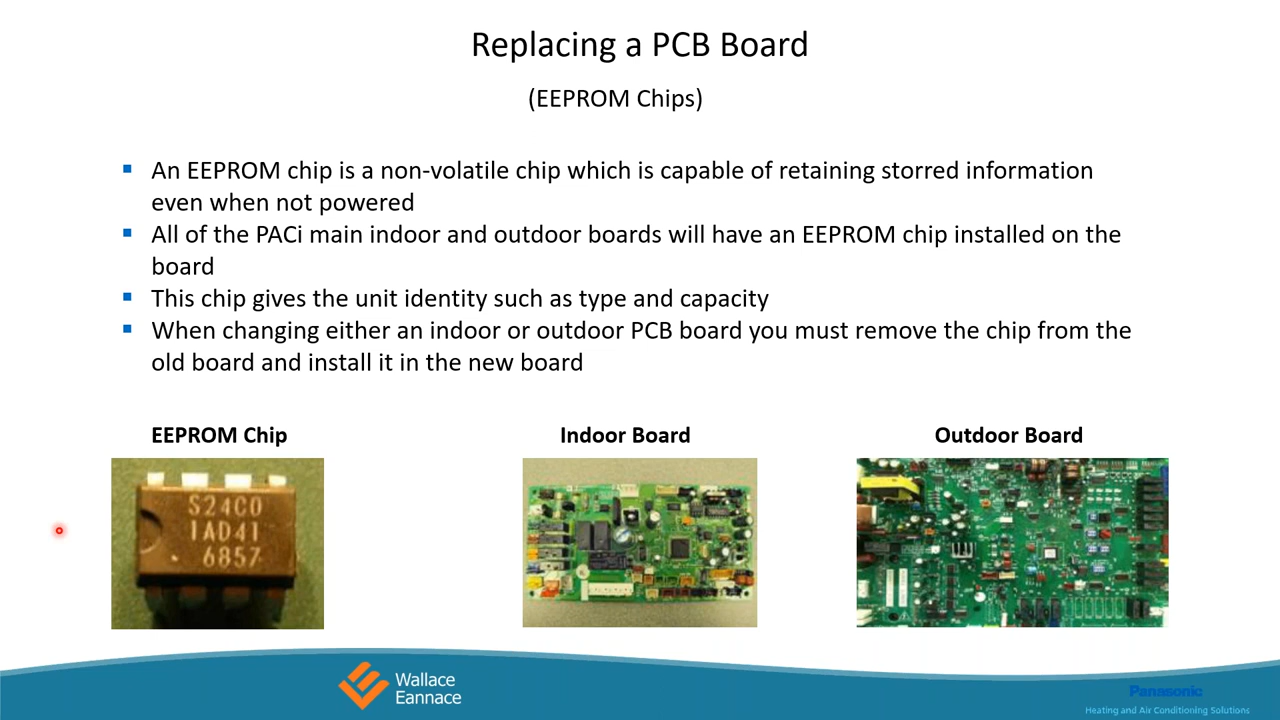 Replacing a PCB Board
(EEPROM Chips)
An EEPROM chip is a non-volatile chip which is capable of retaining storred information
even when not powered
All of the PACi main indoor and outdoor boards will have an EEPROM chip installed on the
board
This chip gives the unit identity such as type and capacity
When changing either an indoor or outdoor PCB board you must remove the chip from the
old board and install it in the new board
EEPROM Chip
Indoor Board
Outdoor Board
S24C0
1AD41
6857
Wallace
Eannace
Panasonic
Heating and Air Conditioning Solutions